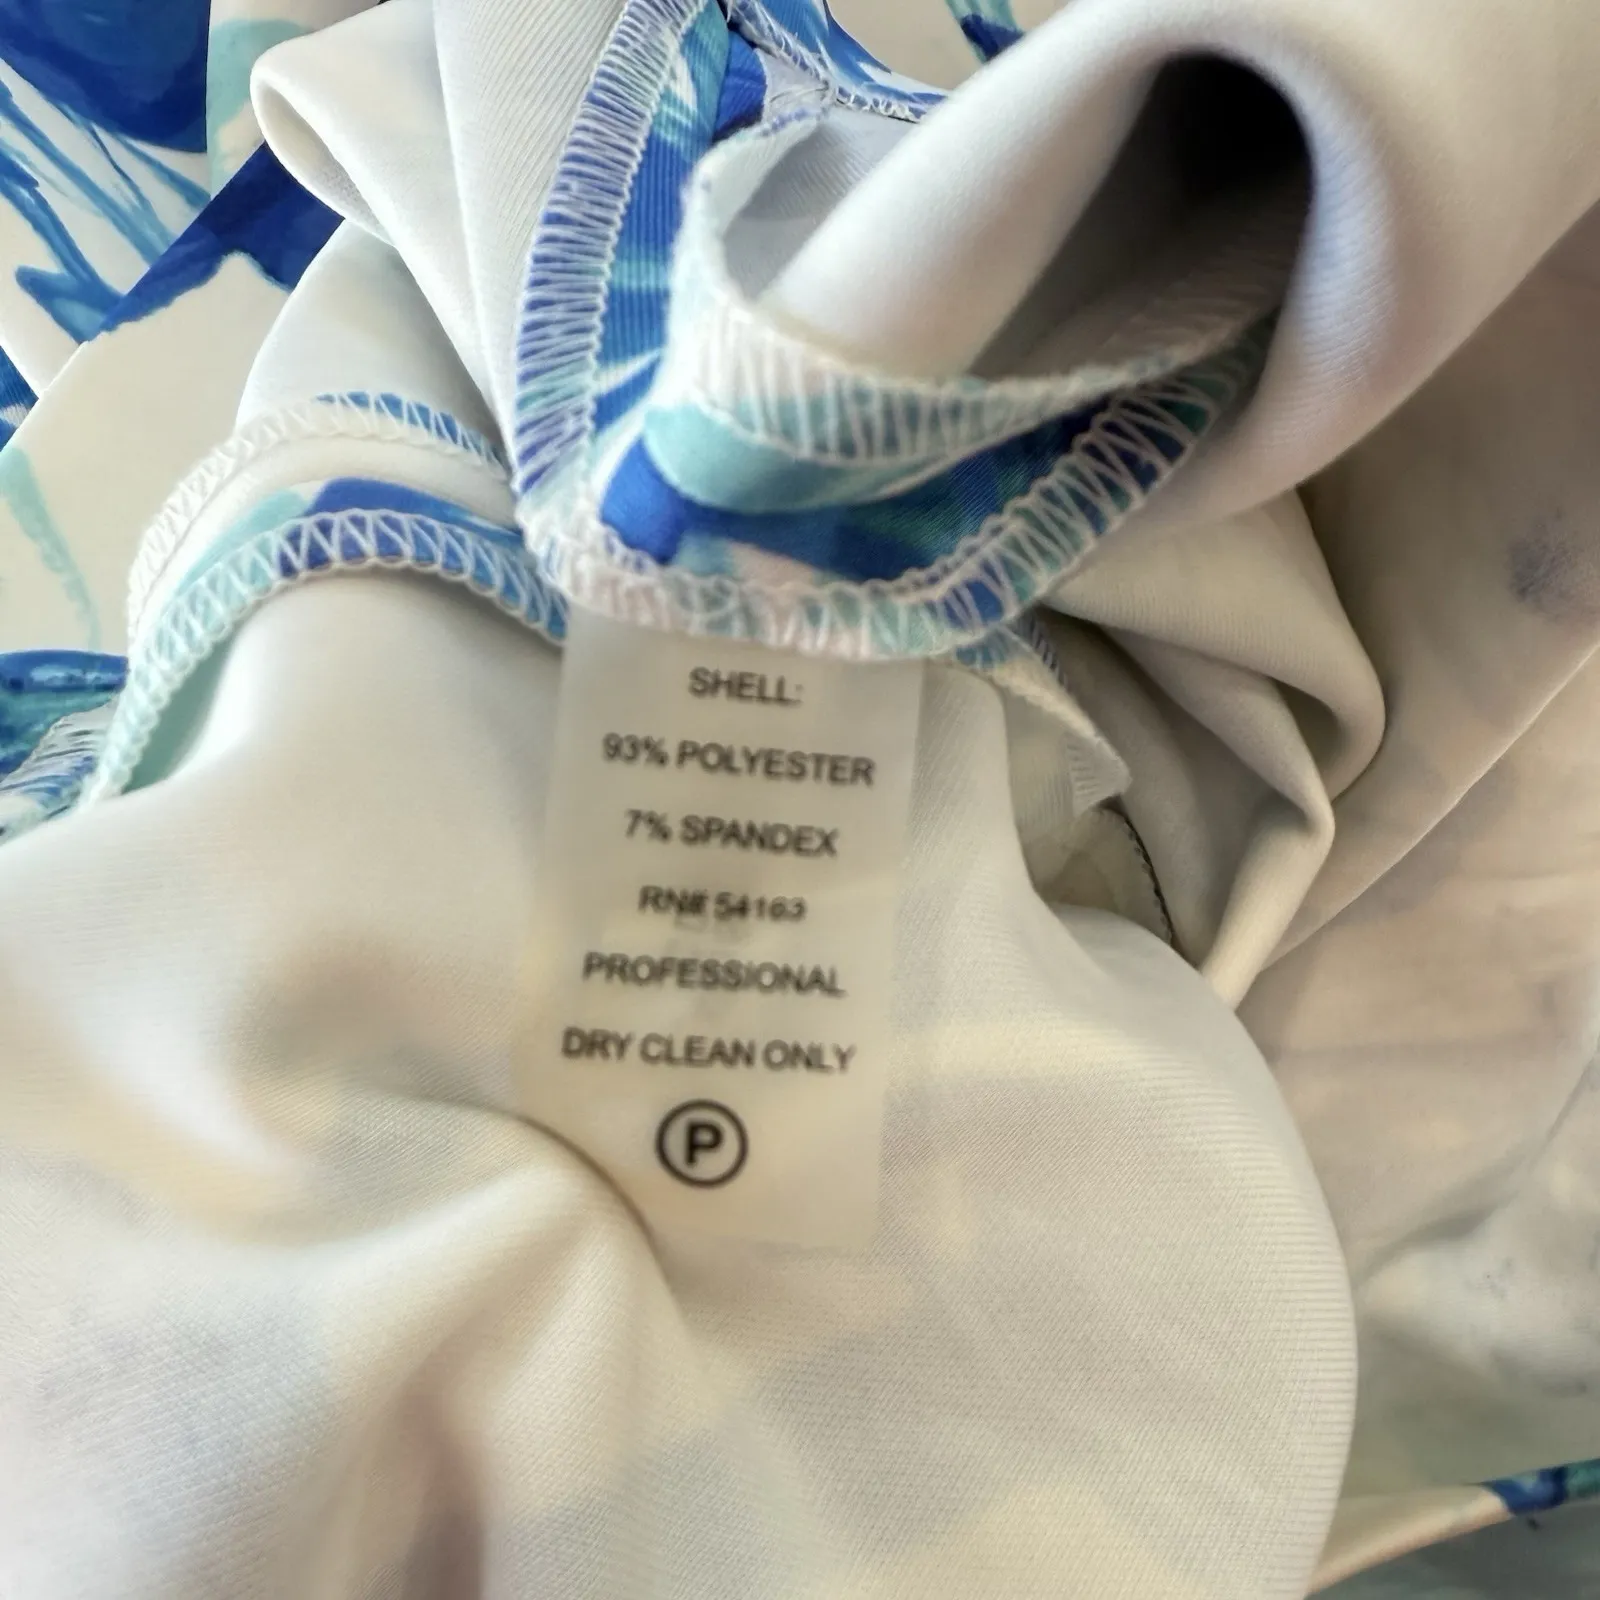 SHELL:
93% POLYESTER
7% SPANDEX
RN# 54163
PROFESSIONAL
DRY CLEAN ONLY
P